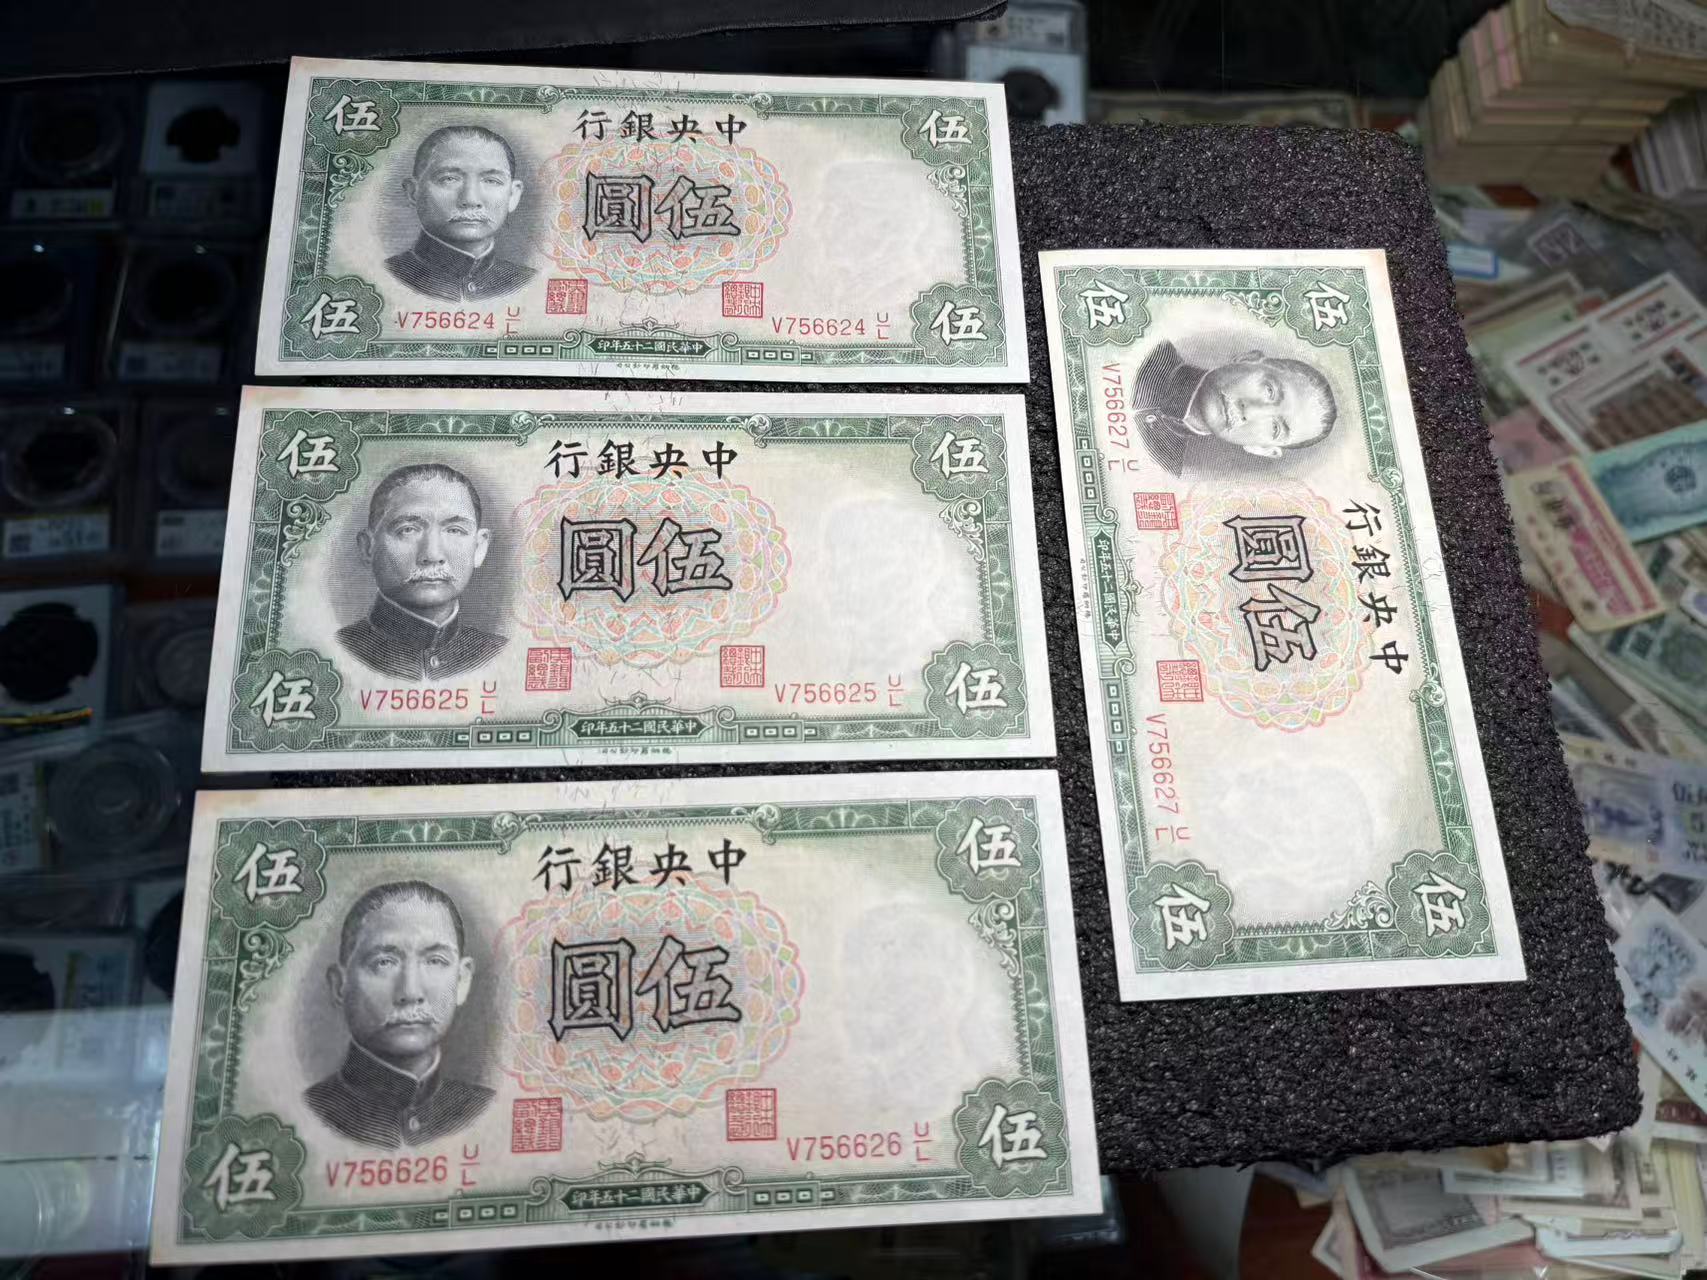 伍 中央銀行 伍
伍圓
伍 V756624 U/L V756624 U/L 伍
中華民國二十五年印
伍 中央銀行 伍
伍圓
伍 V756625 U/L V756625 U/L 伍
中華民國二十五年印
伍 中央銀行 伍
伍圓
伍 V756626 U/L V756626 U/L 伍
中華民國二十五年印
伍 中央銀行 伍
伍圓
伍 V756627 U/L V756627 U/L 伍
中華民國二十五年印